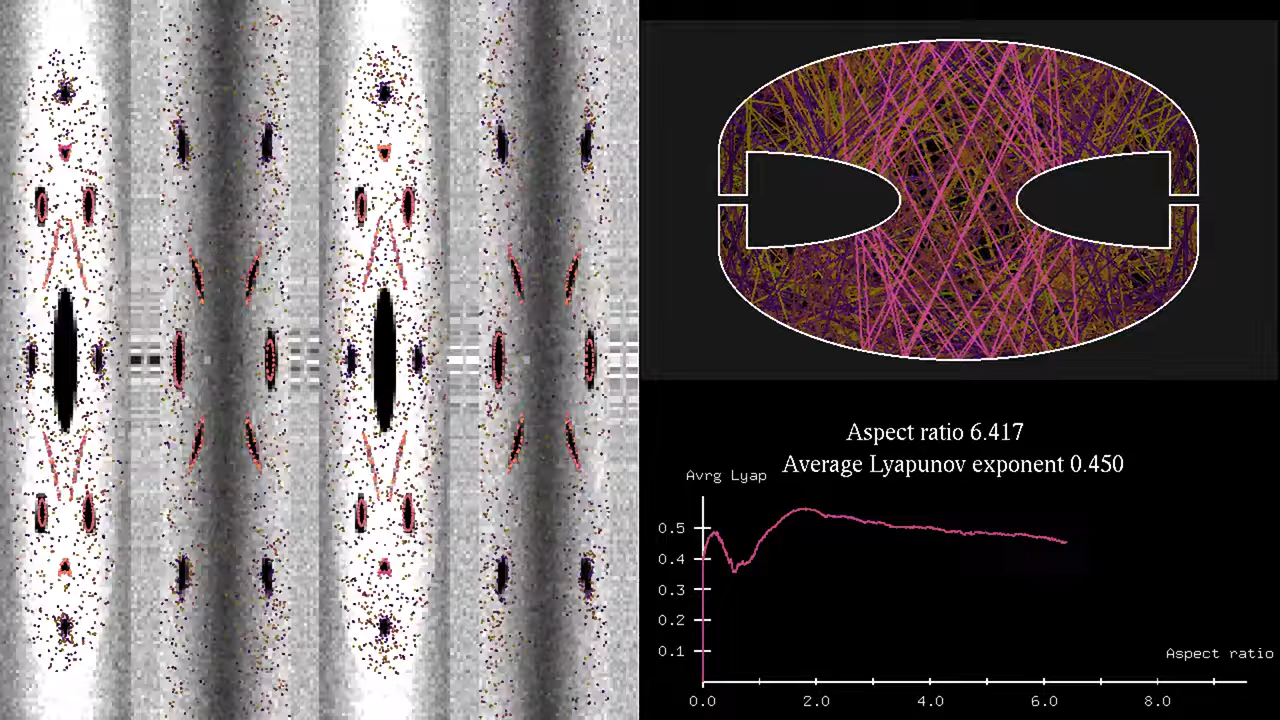 Aspect ratio 6.417
Average Lyapunov exponent 0.450
Avrg Lyap
0.5
0.4
0.3
0.2
0.1
Aspect ratio
0.0 2.0 4.0 6.0 8.0